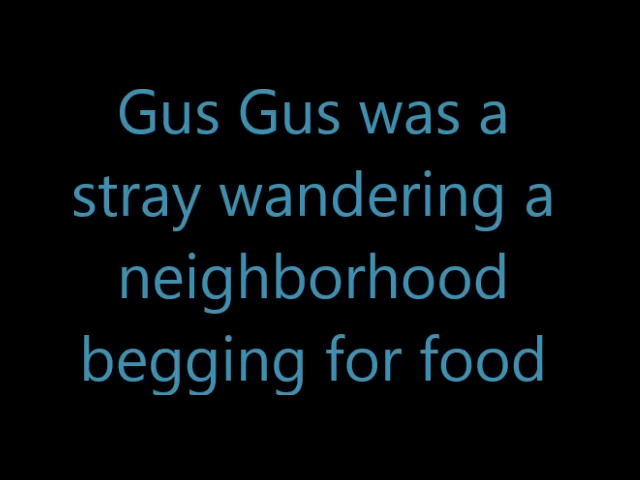 Gus Gus was a
stray wandering a
neighborhood
begging for food